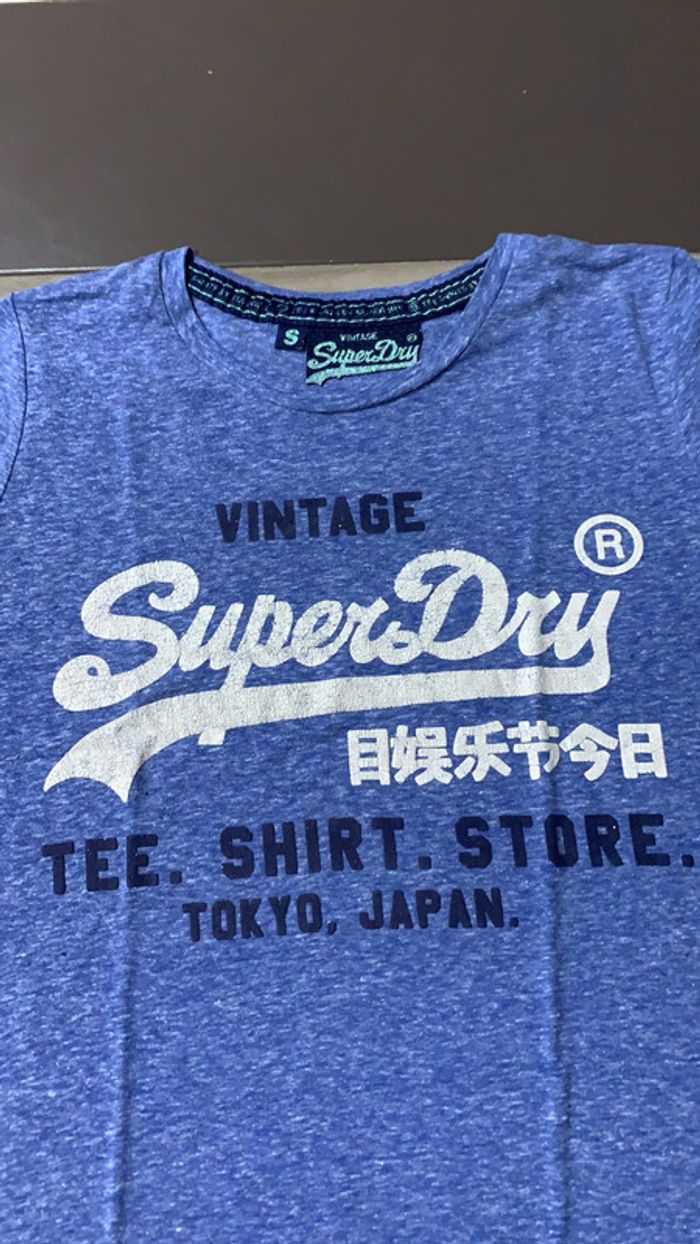 S
VINTAGE
SuperDry
VINTAGE
®
SuperDry
目娱乐节今日
TEE. SHIRT. STORE.
TOKYO, JAPAN.